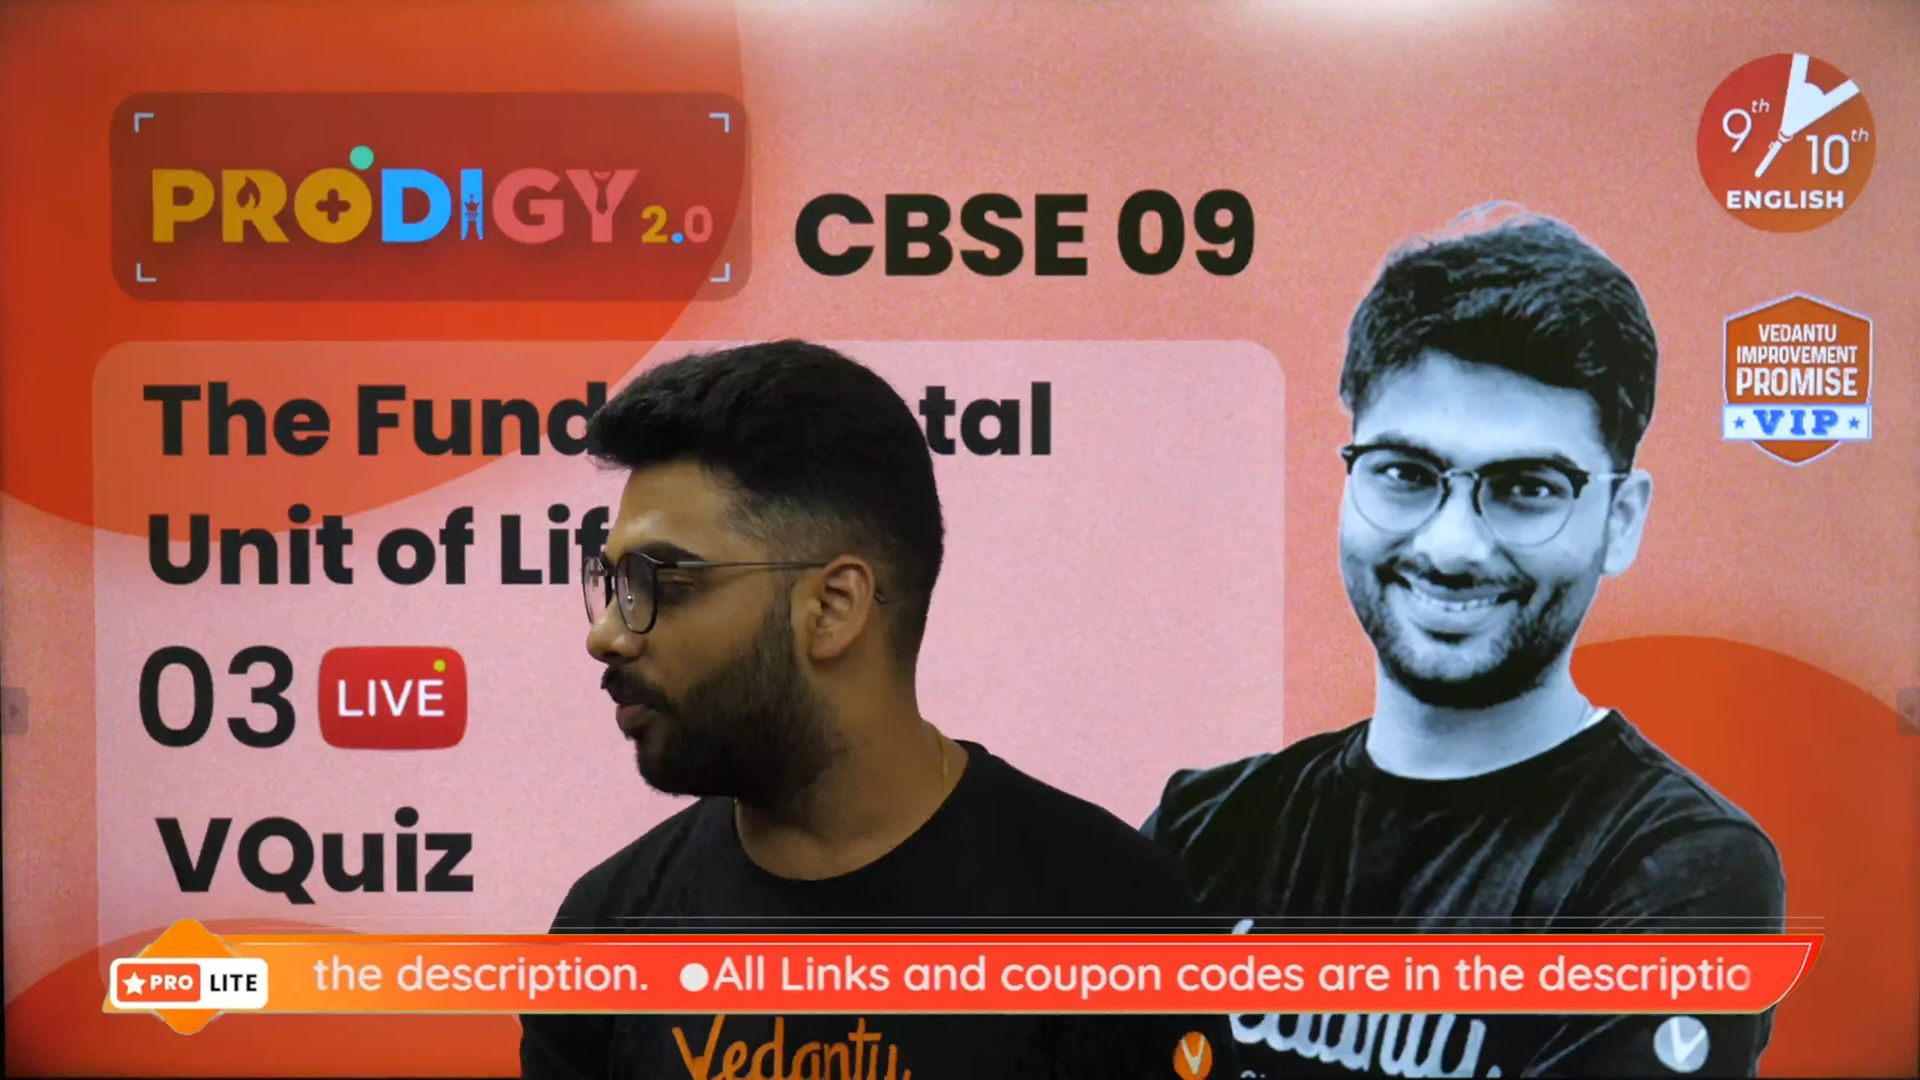 PRODIGY 2.0
CBSE 09
9th
10th
ENGLISH
VEDANTU
IMPROVEMENT
PROMISE
VIP
The Fund tal
Unit of Lif
03 LIVE
VQuiz
PRO LITE
the description. ●All Links and coupon codes are in the descriptio
Vedantu